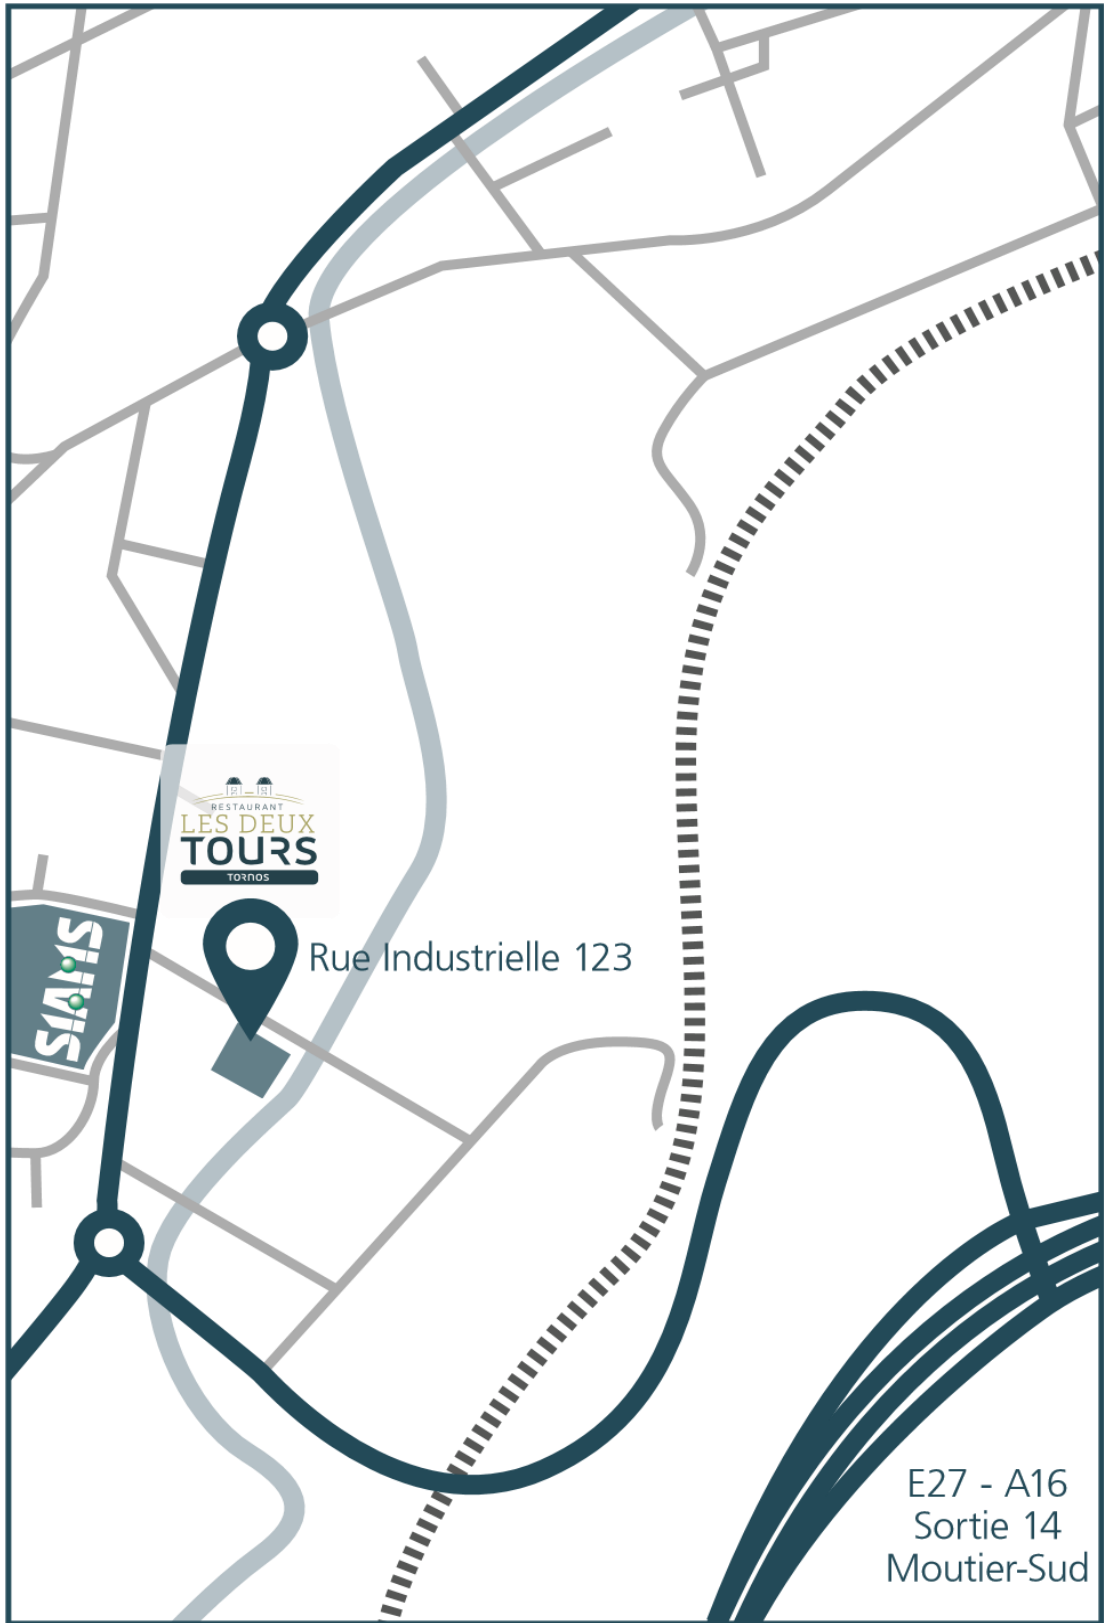 RESTAURANT
LES DEUX
TOURS
TORNOS
SIAMS
Rue Industrielle 123
E27 - A16
Sortie 14
Moutier-Sud